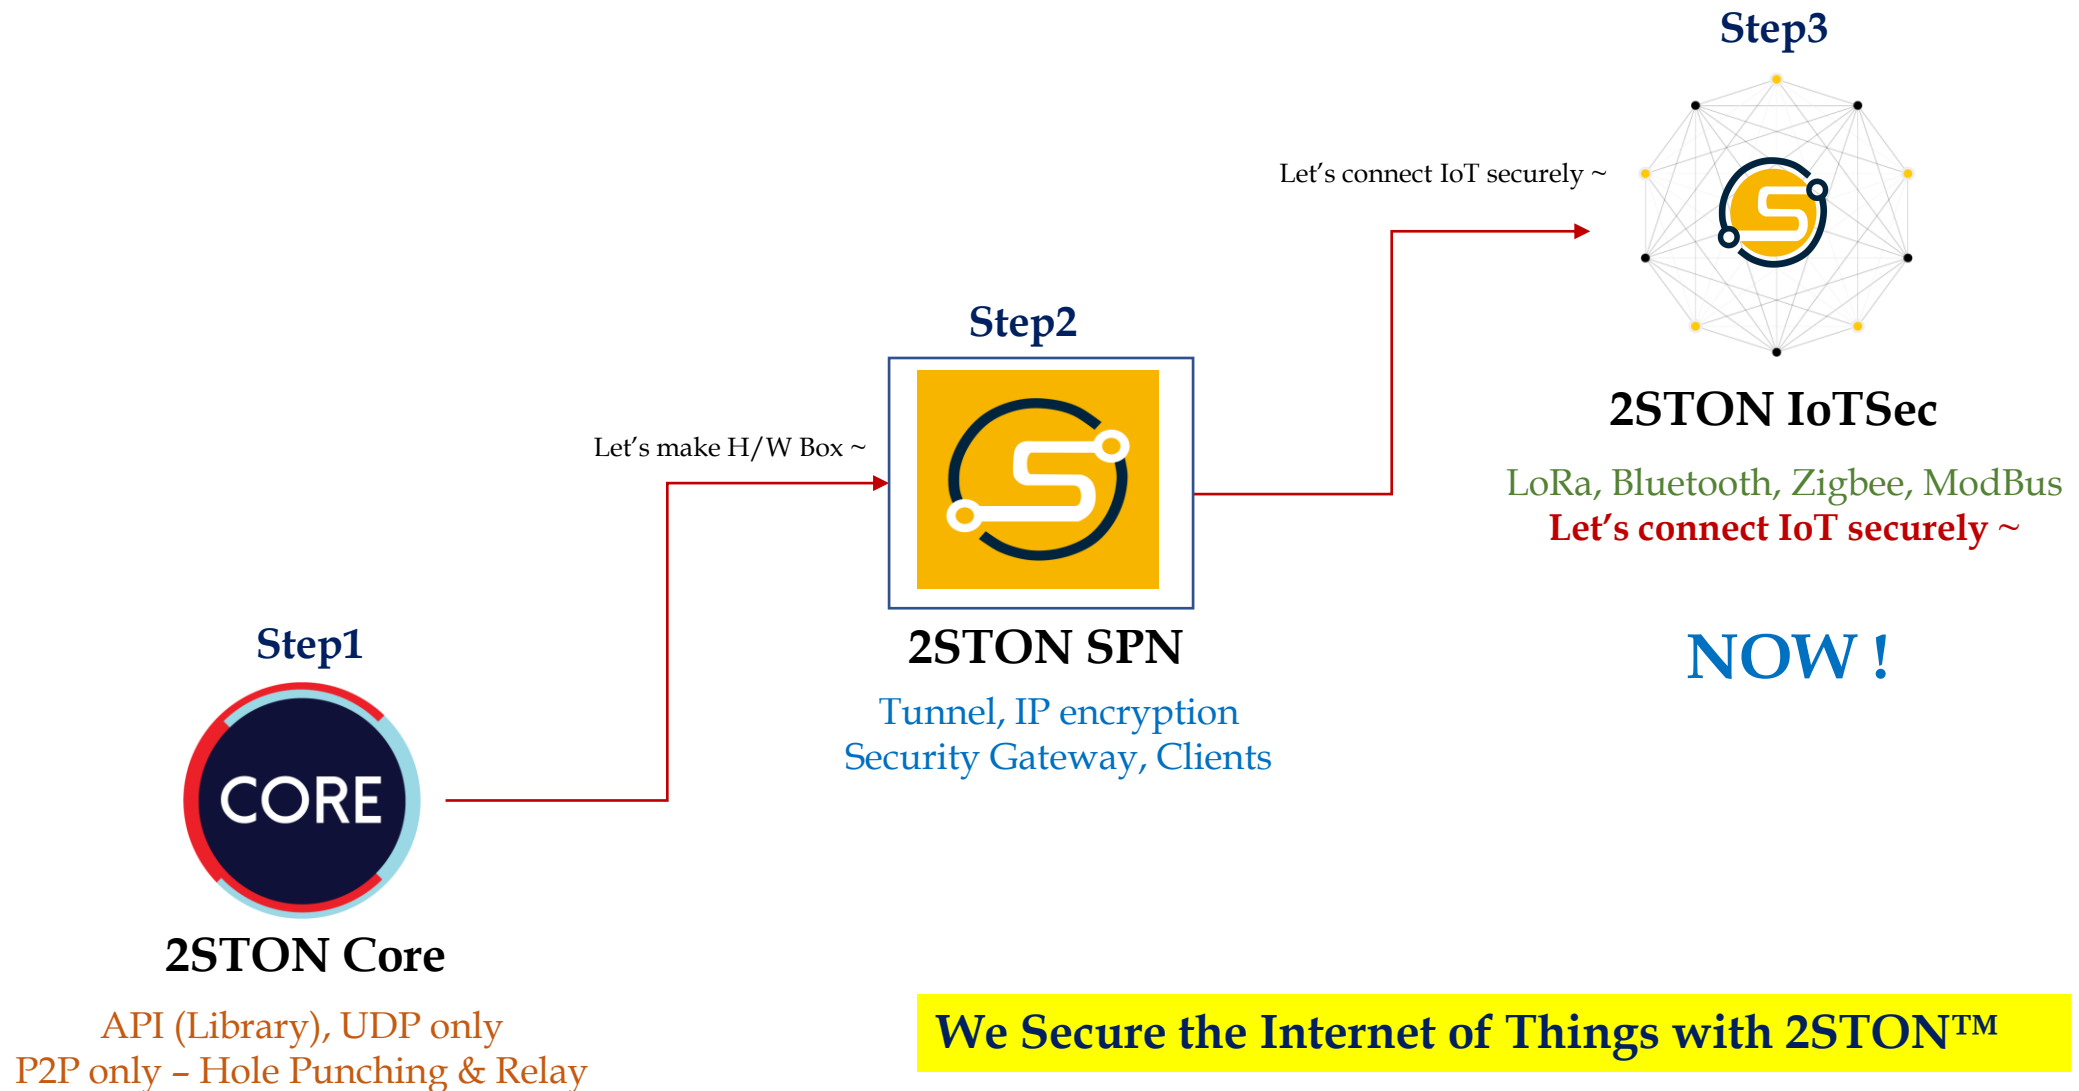 Step3
Let's connect IoT securely ~
2STON IoTSec
LoRa, Bluetooth, Zigbee, ModBus
Let's connect IoT securely ~
NOW !
Step2
Let's make H/W Box ~
2STON SPN
Tunnel, IP encryption
Security Gateway, Clients
Step1
CORE
2STON Core
API (Library), UDP only
P2P only – Hole Punching & Relay
We Secure the Internet of Things with 2STON™